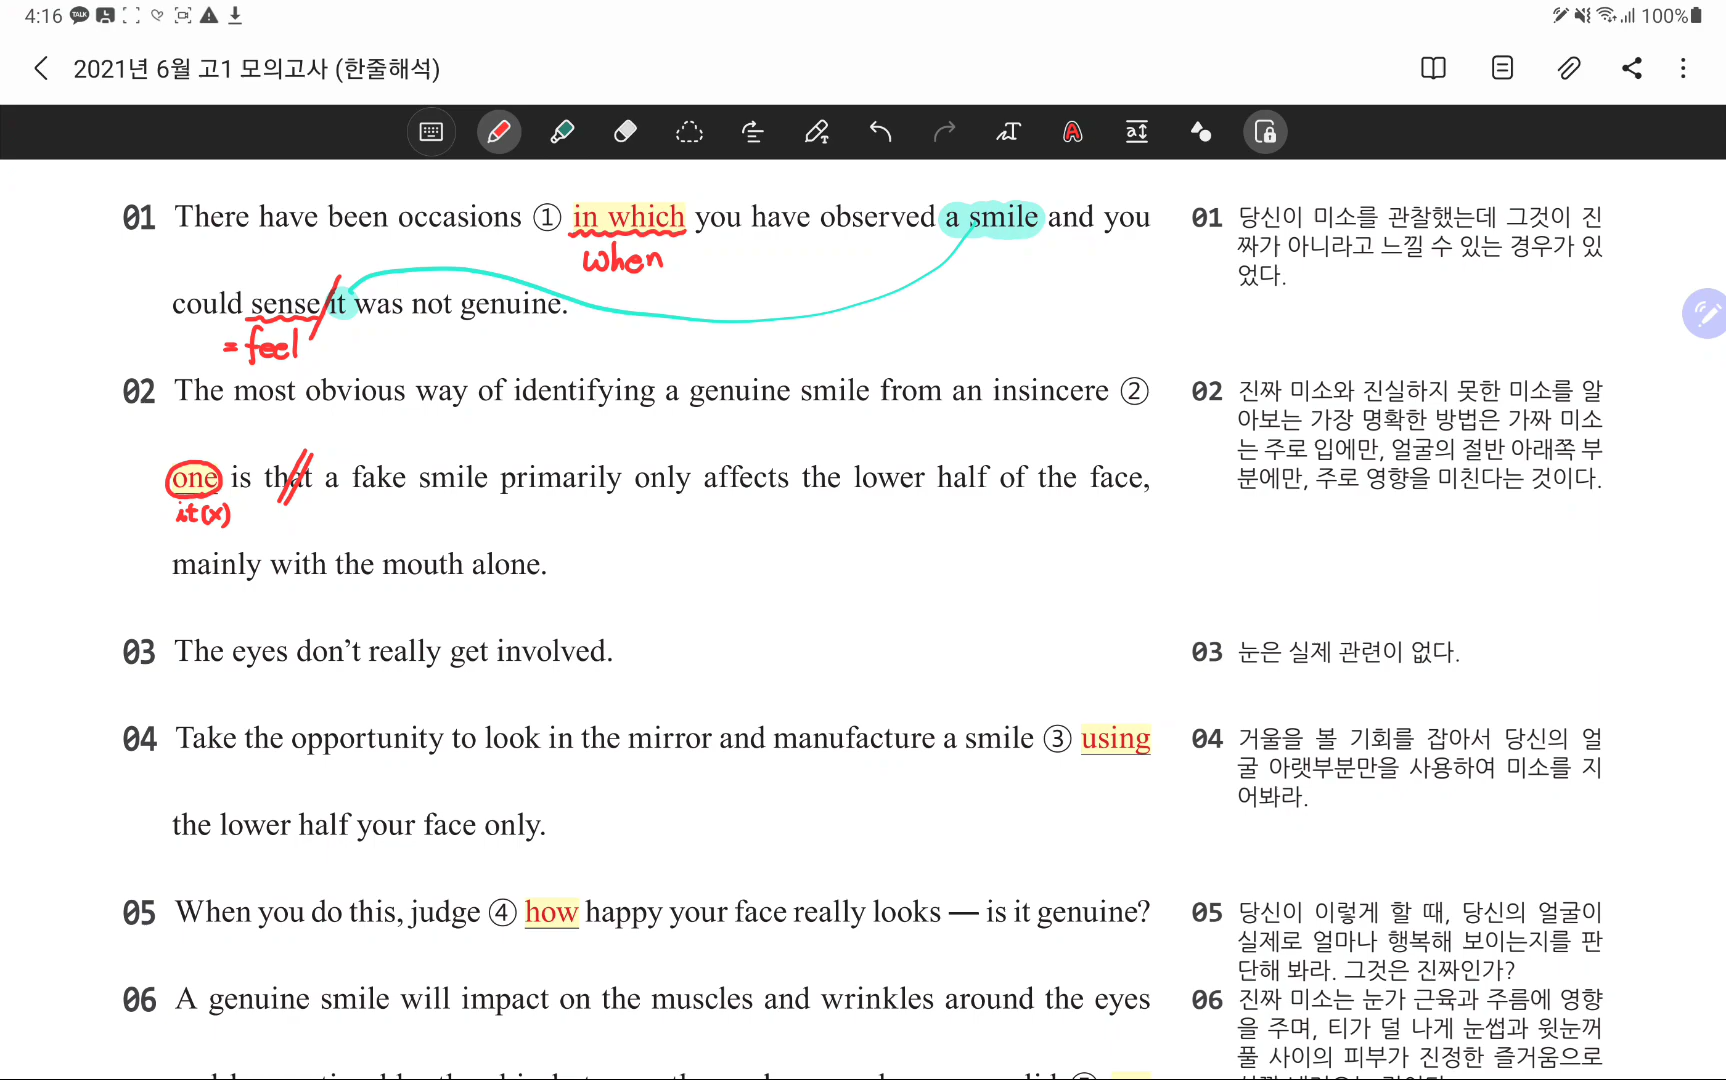 4:16 TALK 100%
2021년 6월 고1 모의고사 (한줄해석)
01 There have been occasions ① in which you have observed a smile and you
when
could sense it was not genuine.
= feel
02 The most obvious way of identifying a genuine smile from an insincere ②
one is that a fake smile primarily only affects the lower half of the face,
it(x)
mainly with the mouth alone.
03 The eyes don’t really get involved.
04 Take the opportunity to look in the mirror and manufacture a smile ③ using
the lower half your face only.
05 When you do this, judge ④ how happy your face really looks — is it genuine?
06 A genuine smile will impact on the muscles and wrinkles around the eyes
01 당신이 미소를 관찰했는데 그것이 진
짜가 아니라고 느낄 수 있는 경우가 있
었다.
02 진짜 미소와 진실하지 못한 미소를 알
아보는 가장 명확한 방법은 가짜 미소
는 주로 입에만, 얼굴의 절반 아래쪽 부
분에만, 주로 영향을 미친다는 것이다.
03 눈은 실제 관련이 없다.
04 거울을 볼 기회를 잡아서 당신의 얼
굴 아랫부분만을 사용하여 미소를 지
어봐라.
05 당신이 이렇게 할 때, 당신의 얼굴이
실제로 얼마나 행복해 보이는지를 판
단해 봐라. 그것은 진짜인가?
06 진짜 미소는 눈가 근육과 주름에 영향
을 주며, 티가 덜 나게 눈썹과 윗눈꺼
풀 사이의 피부가 진정한 즐거움으로